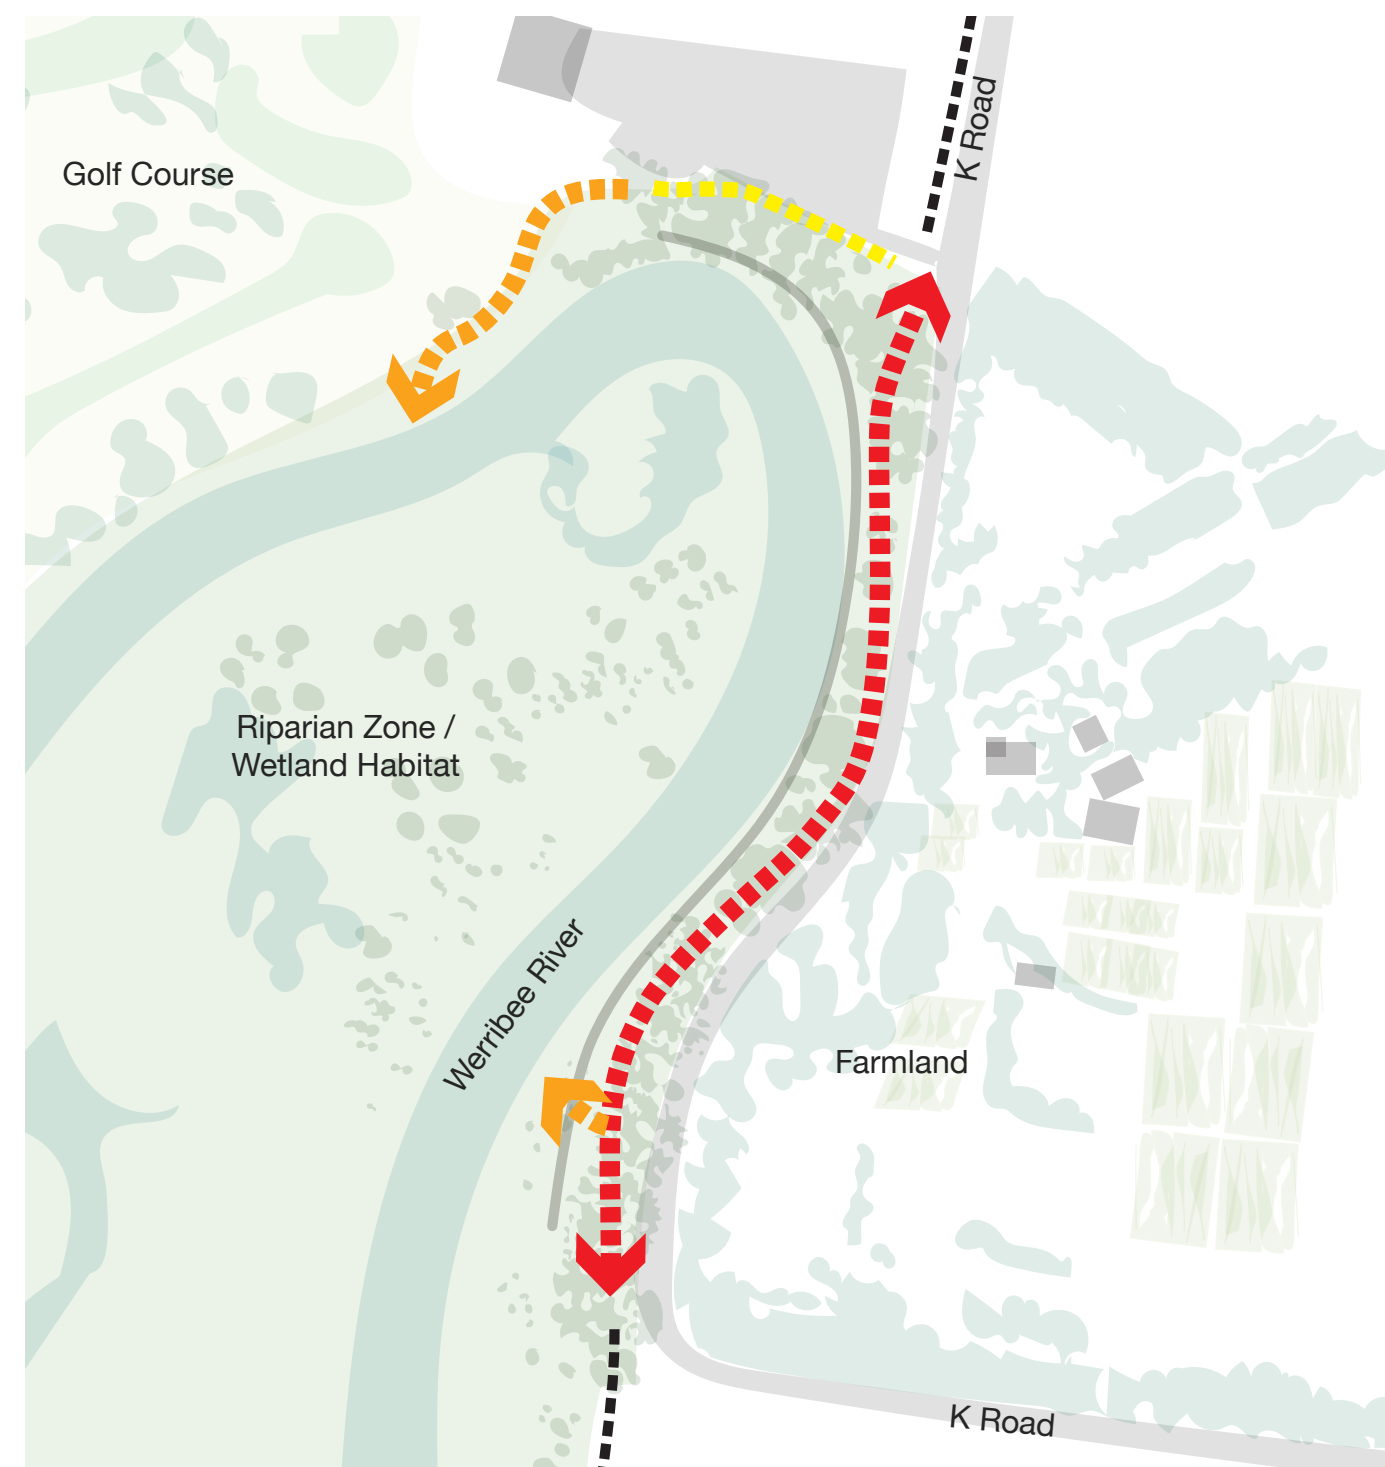 K Road
Golf Course
Riparian Zone /
Wetland Habitat
Werribee River
Farmland
K Road